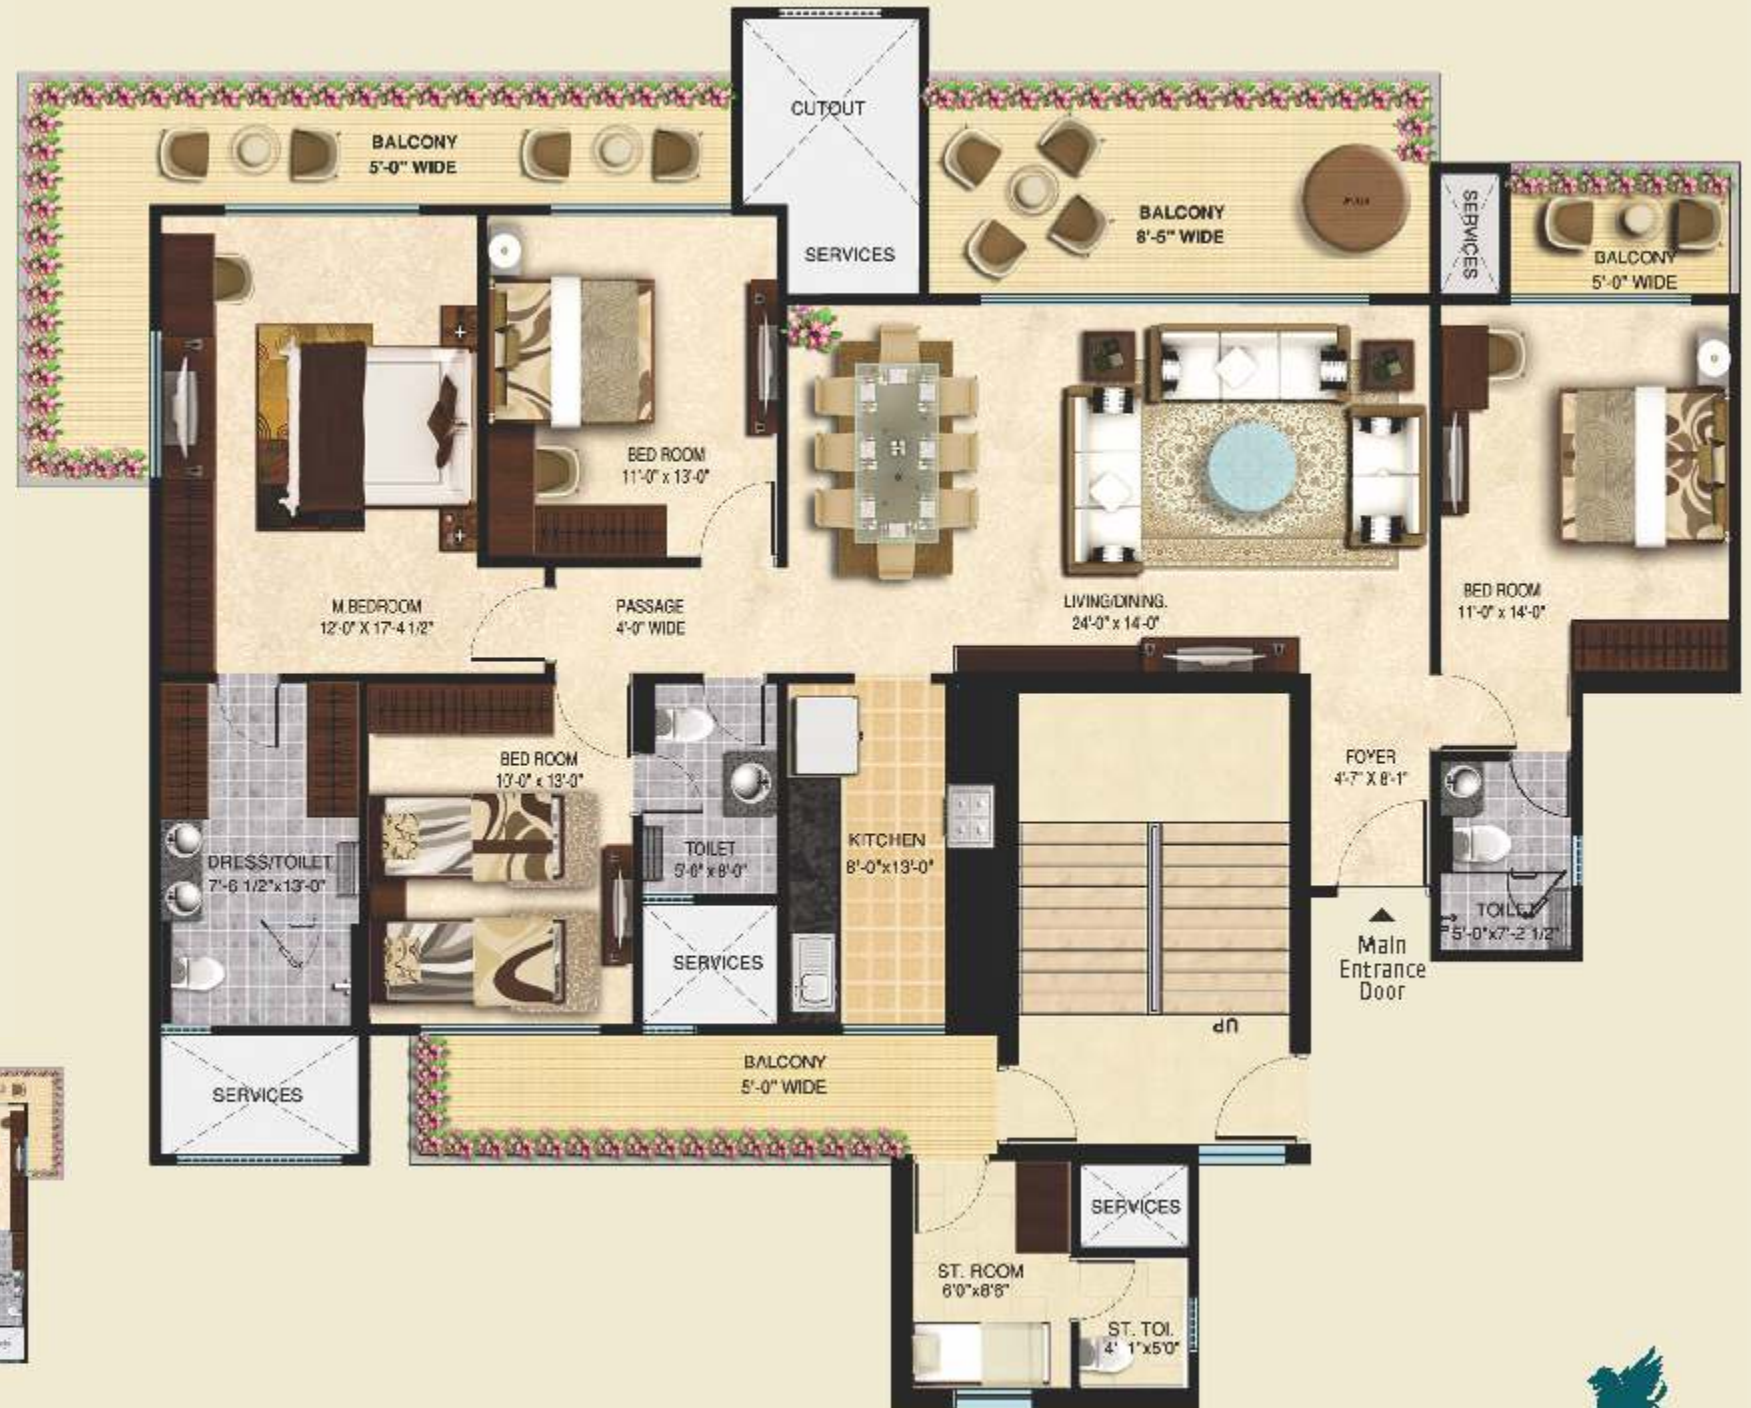 CUTOUT
SERVICES
BALCONY
5'-0" WIDE
BALCONY
8'-5" WIDE
SERVICES
BALCONY
5'-0" WIDE
BED ROOM
11'-0" x 13'-0"
M.BEDROOM
12'-0" X 17'-4 1/2"
PASSAGE
4'-0" WIDE
LIVING/DINING.
24'-0" x 14'-0"
BED ROOM
11'-0" x 14'-0"
BED ROOM
10'-0" x 13'-0"
FOYER
4'-7" X 8'-1"
DRESS/TOILET
7'-6 1/2"x13'-0"
TOILET
5'-6" x 8'-0"
KITCHEN
8'-0"x13'-0"
TOILET
5'-0"x7'-2 1/2"
Main
Entrance
Door
SERVICES
UP
SERVICES
BALCONY
5'-0" WIDE
SERVICES
ST. ROOM
6'0"x8'6"
ST. TOI.